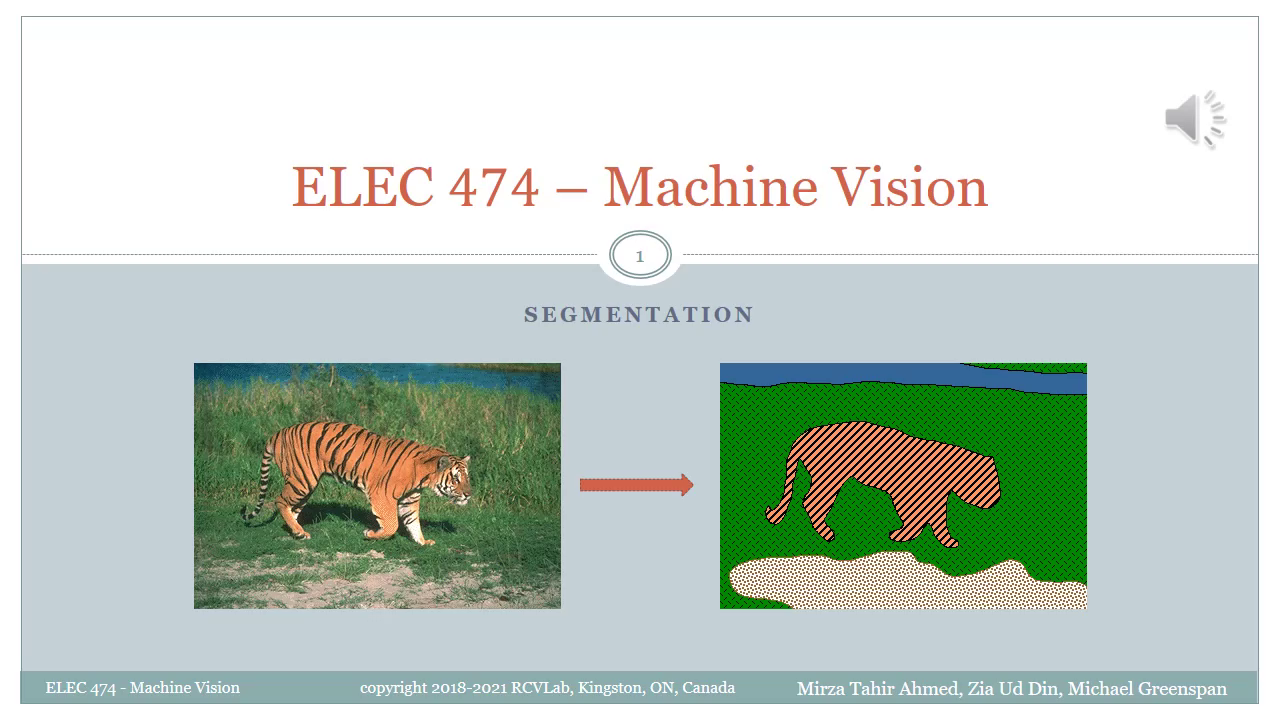 ELEC 474 – Machine Vision
1
SEGMENTATION
ELEC 474 - Machine Vision
copyright 2018-2021 RCVLab, Kingston, ON, Canada
Mirza Tahir Ahmed, Zia Ud Din, Michael Greenspan